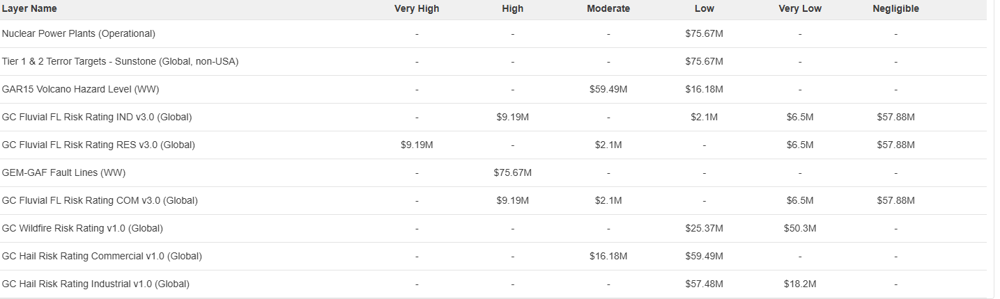 Layer Name Very High High Moderate Low Very Low Negligible
Nuclear Power Plants (Operational) - - - $75.67M - -
Tier 1 & 2 Terror Targets - Sunstone (Global, non-USA) - - - $75.67M - -
GAR15 Volcano Hazard Level (WW) - - $59.49M $16.18M - -
GC Fluvial FL Risk Rating IND v3.0 (Global) - $9.19M - $2.1M $6.5M $57.88M
GC Fluvial FL Risk Rating RES v3.0 (Global) $9.19M - $2.1M - $6.5M $57.88M
GEM-GAF Fault Lines (WW) - $75.67M - - - -
GC Fluvial FL Risk Rating COM v3.0 (Global) - $9.19M $2.1M - $6.5M $57.88M
GC Wildfire Risk Rating v1.0 (Global) - - - $25.37M $50.3M -
GC Hail Risk Rating Commercial v1.0 (Global) - - $16.18M $59.49M - -
GC Hail Risk Rating Industrial v1.0 (Global) - - - $57.48M $18.2M -